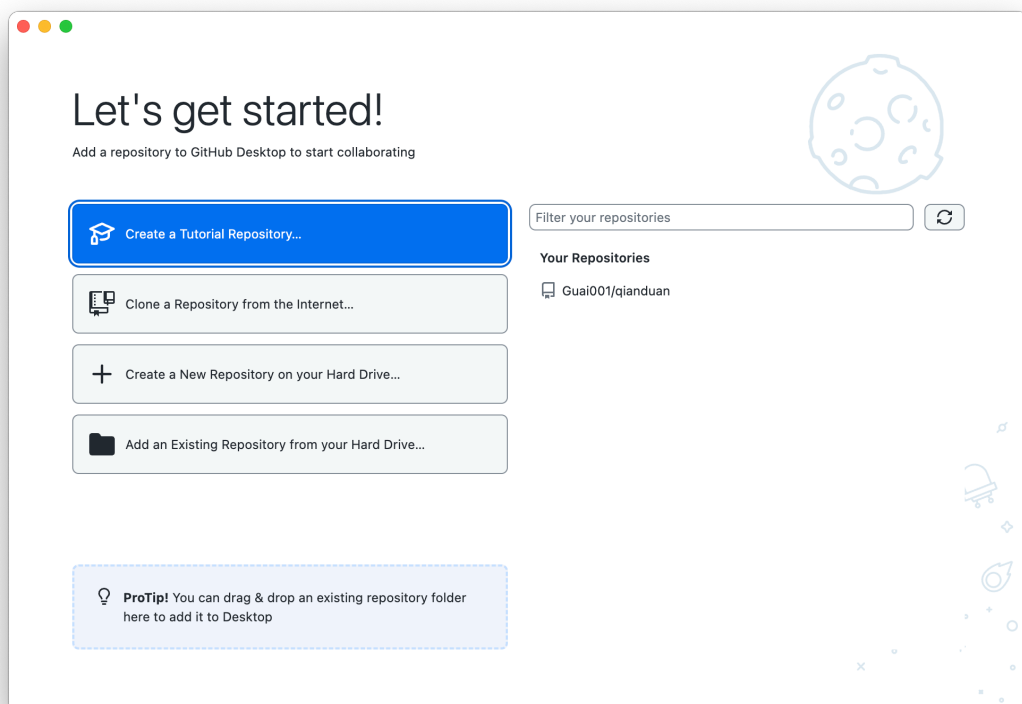 Let's get started!
Add a repository to GitHub Desktop to start collaborating
Create a Tutorial Repository...
Clone a Repository from the Internet...
Create a New Repository on your Hard Drive...
Add an Existing Repository from your Hard Drive...
ProTip! You can drag & drop an existing repository folder
here to add it to Desktop
Filter your repositories
Your Repositories
Guai001/qianduan